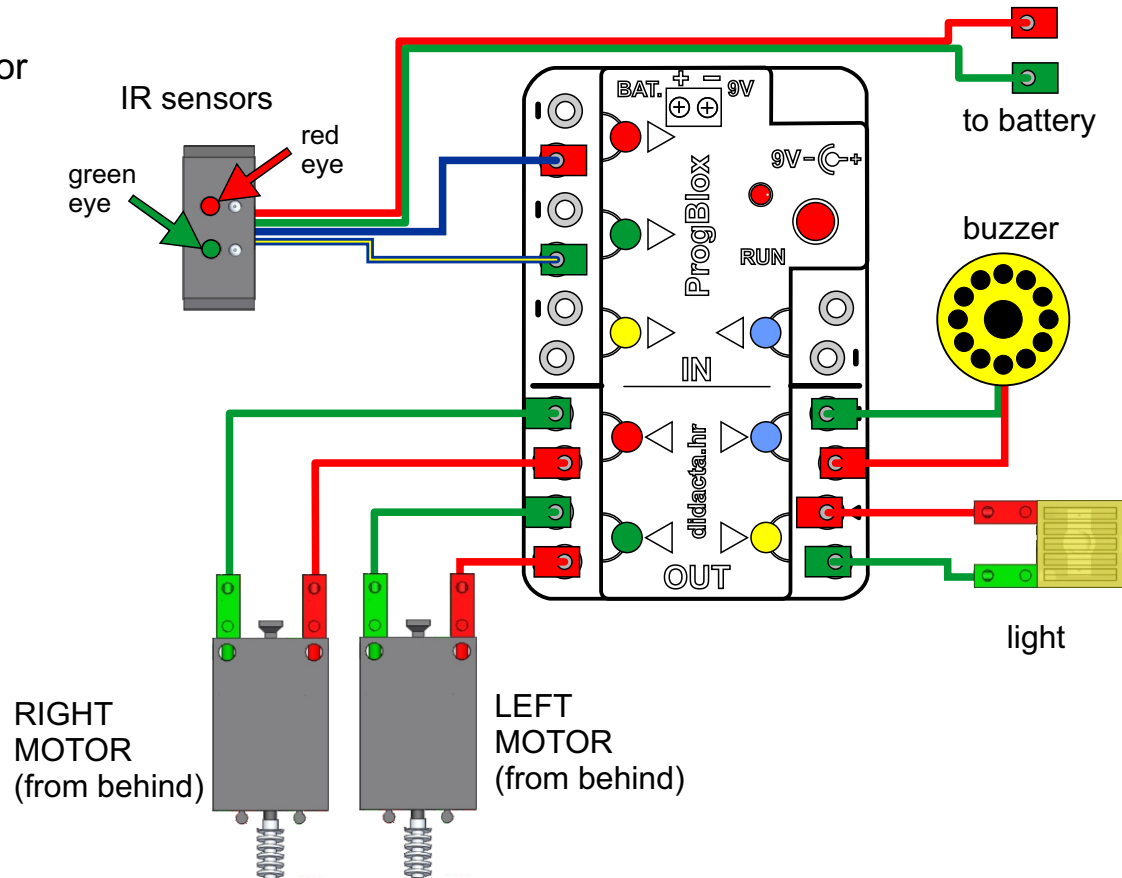 or
IR sensors
red
eye
green
eye
BAT. + − 9V
9V - +
ProgBlox
RUN
IN
didacta.hr
OUT
to battery
buzzer
light
RIGHT
MOTOR
(from behind)
LEFT
MOTOR
(from behind)